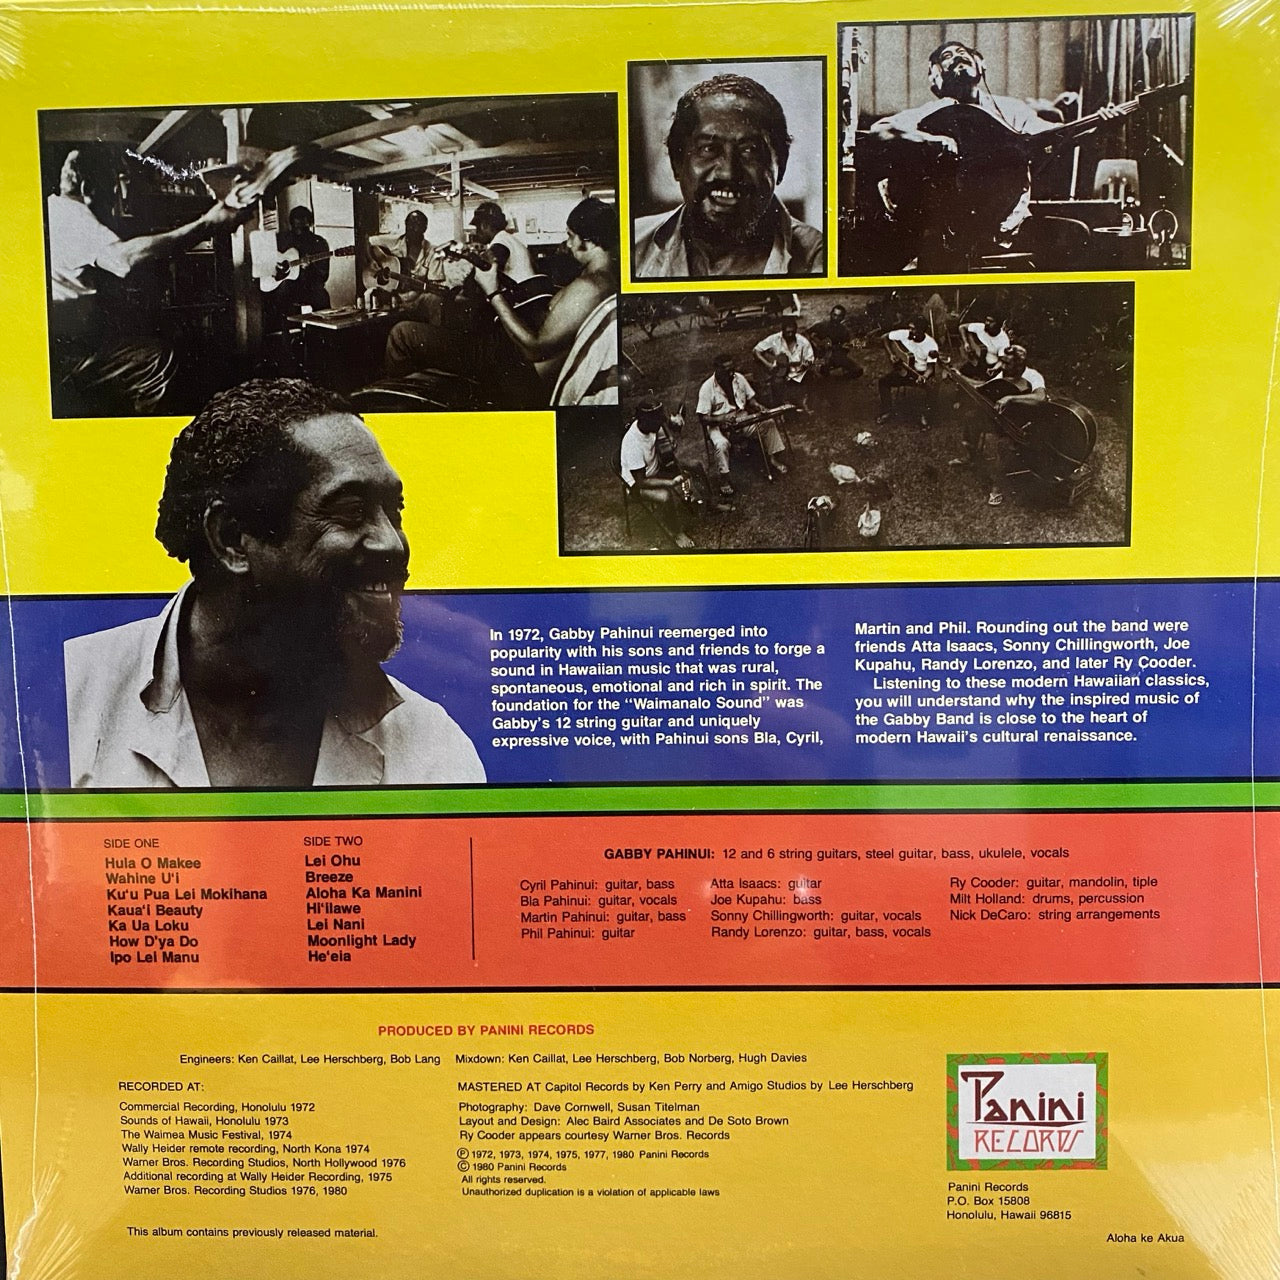 In 1972, Gabby Pahinui reemerged into
popularity with his sons and friends to forge a
sound in Hawaiian music that was rural,
spontaneous, emotional and rich in spirit. The
foundation for the “Waimanalo Sound” was
Gabby’s 12 string guitar and uniquely
expressive voice, with Pahinui sons Bla, Cyril,
Martin and Phil. Rounding out the band were
friends Atta Isaacs, Sonny Chillingworth, Joe
Kupahu, Randy Lorenzo, and later Ry Cooder.
Listening to these modern Hawaiian classics,
you will understand why the inspired music of
the Gabby Band is close to the heart of
modern Hawaii’s cultural renaissance.
SIDE ONE
Hula O Makee
Wahine U‘i
Ku‘u Pua Lei Mokihana
Kaua‘i Beauty
Ka Ua Loku
How D’ya Do
Ipo Lei Manu
SIDE TWO
Lei Ohu
Breeze
Aloha Ka Manini
Hi‘ilawe
Lei Nani
Moonlight Lady
He‘eia
GABBY PAHINUI: 12 and 6 string guitars, steel guitar, bass, ukulele, vocals
Cyril Pahinui: guitar, bass
Bla Pahinui: guitar, vocals
Martin Pahinui: guitar, bass
Phil Pahinui: guitar
Atta Isaacs: guitar
Joe Kupahu: bass
Sonny Chillingworth: guitar, vocals
Randy Lorenzo: guitar, bass, vocals
Ry Cooder: guitar, mandolin, tiple
Milt Holland: drums, percussion
Nick DeCaro: string arrangements
PRODUCED BY PANINI RECORDS
Engineers: Ken Caillat, Lee Herschberg, Bob Lang Mixdown: Ken Caillat, Lee Herschberg, Bob Norberg, Hugh Davies
RECORDED AT:
Commercial Recording, Honolulu 1972
Sounds of Hawaii, Honolulu 1973
The Waimea Music Festival, 1974
Wally Heider remote recording, North Kona 1974
Warner Bros. Recording Studios, North Hollywood 1976
Additional recording at Wally Heider Recording, 1975
Warner Bros. Recording Studios 1976, 1980
This album contains previously released material.
MASTERED AT Capitol Records by Ken Perry and Amigo Studios by Lee Herschberg
Photography: Dave Cornwell, Susan Titelman
Layout and Design: Alec Baird Associates and De Soto Brown
Ry Cooder appears courtesy Warner Bros. Records
Ⓟ 1972, 1973, 1974, 1975, 1977, 1980 Panini Records
© 1980 Panini Records
All rights reserved.
Unauthorized duplication is a violation of applicable laws
Panini
RECORDS
Panini Records
P.O. Box 15808
Honolulu, Hawaii 96815
Aloha ke Akua